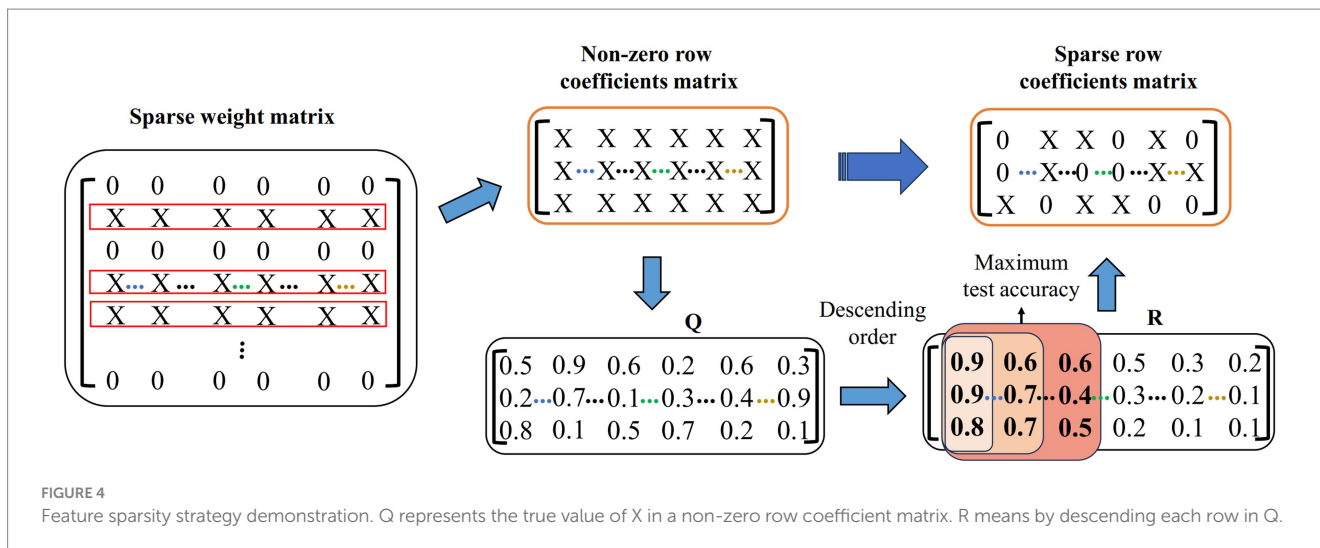 Sparse weight matrix
0 0 0 0 0 0
X X X X X X
0 0 0 0 0 0
X ... X ... X ... X ... X ... X
X X X X X X
⋮
0 0 0 0 0 0
Non-zero row
coefficients matrix
X X X X X X
X ... X ... X ... X ... X ... X
X X X X X X
Sparse row
coefficients matrix
0 X X 0 X 0
0 ... X ... 0 ... 0 ... X ... X
X 0 X X 0 0
Q
0.5 0.9 0.6 0.2 0.6 0.3
0.2 ... 0.7 ... 0.1 ... 0.3 ... 0.4 ... 0.9
0.8 0.1 0.5 0.7 0.2 0.1
Descending
order
Maximum
test accuracy
R
0.9 0.6 0.6 0.5 0.3 0.2
0.9 ... 0.7 ... 0.4 ... 0.3 ... 0.2 ... 0.1
0.8 0.7 0.5 0.2 0.1 0.1
FIGURE 4
Feature sparsity strategy demonstration. Q represents the true value of X in a non-zero row coefficient matrix. R means by descending each row in Q.